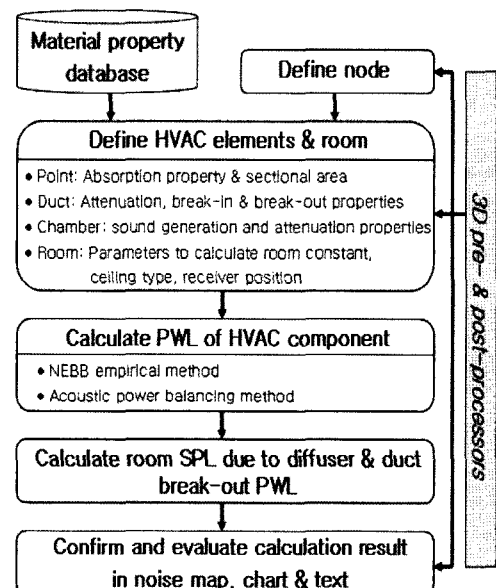 Material property
database
Define node
Define HVAC elements & room
• Point: Absorption property & sectional area
• Duct: Attenuation, break-in & break-out properties
• Chamber: sound generation and attenuation properties
• Room: Parameters to calculate room constant,
ceiling type, receiver position
Calculate PWL of HVAC component
• NEBB empirical method
• Acoustic power balancing method
Calculate room SPL due to diffuser & duct
break-out PWL
Confirm and evaluate calculation result
in noise map, chart & text
3D pre- & post-processors